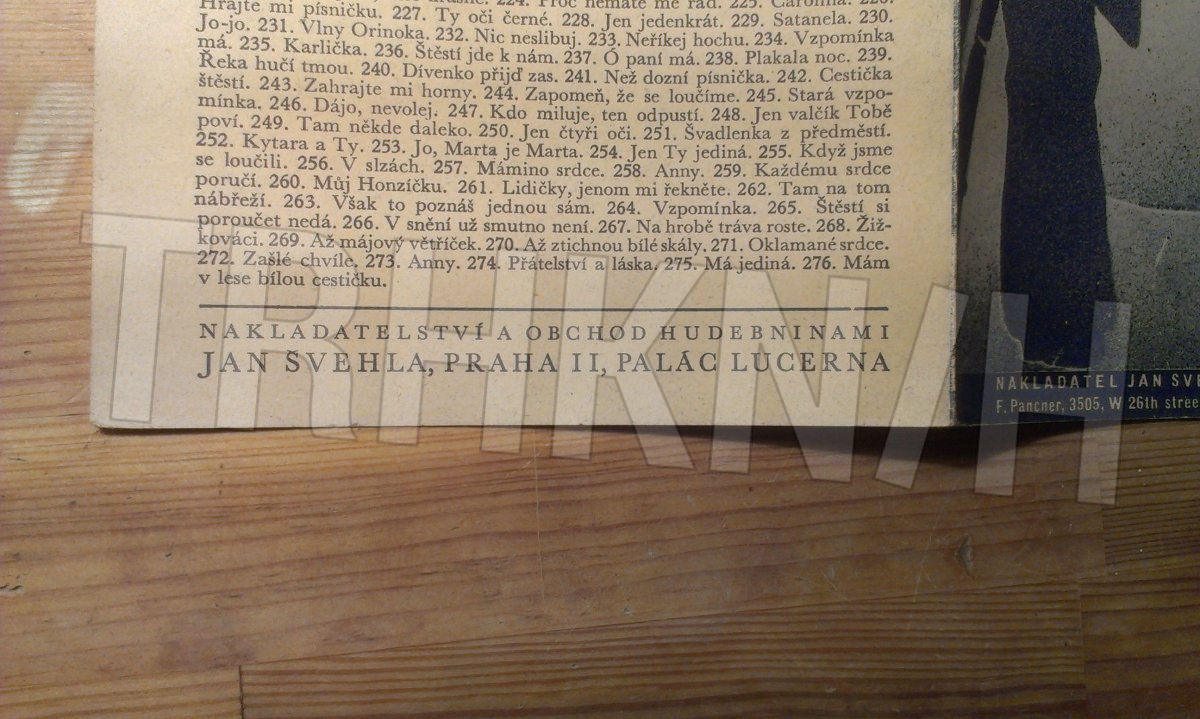 224. Proč nemáte mě rád. 225. Carolina.
Hrajte mi písničku. 227. Ty oči černé. 228. Jen jedenkrát. 229. Satanela. 230.
Jo-jo. 231. Vlny Orinoka. 232. Nic neslibuj. 233. Neříkej hochu. 234. Vzpomínka
má. 235. Karlička. 236. Štěstí jde k nám. 237. Ó paní má. 238. Plakala noc. 239.
Řeka hučí tmou. 240. Dívenko přijď zas. 241. Než dozní písnička. 242. Cestička
štěstí. 243. Zahrajte mi horny. 244. Zapomeň, že se loučíme. 245. Stará vzpo-
mínka. 246. Dájo, nevolej. 247. Kdo miluje, ten odpustí. 248. Jen valčík Tobě
poví. 249. Tam někde daleko. 250. Jen čtyři oči. 251. Švadlenka z předměstí.
252. Kytara a Ty. 253. Jo, Marta je Marta. 254. Jen Ty jediná. 255. Když jsme
se loučili. 256. V slzách. 257. Mámino srdce. 258. Anny. 259. Každému srdce
poručí. 260. Můj Honzíčku. 261. Lidičky, jenom mi řekněte. 262. Tam na tom
nábřeží. 263. Však to poznáš jednou sám. 264. Vzpomínka. 265. Štěstí si
poroučet nedá. 266. V snění už smutno není. 267. Na hrobě tráva roste. 268. Žiž-
kováci. 269. Až májový větříček. 270. Až ztichnou bílé skály. 271. Oklamané srdce.
272. Zašlé chvíle. 273. Anny. 274. Přátelství a láska. 275. Má jediná. 276. Mám
v lese bílou cestičku.
NAKLADATELSTVÍ A OBCHOD HUDEBNINAMI
JAN ŠVEHLA, PRAHA II, PALÁC LUCERNA
NAKLADATEL JAN
F. Pancner, 3505, W 26th
TRHKNIH